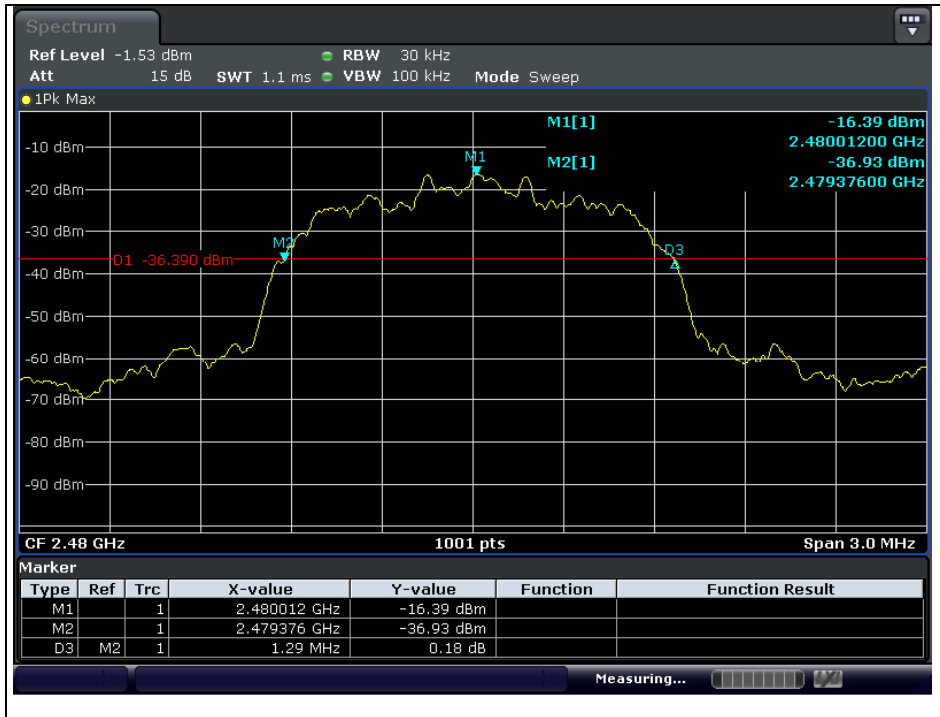 Spectrum
Ref Level -1.53 dBm RBW 30 kHz
Att 15 dB SWT 1.1 ms VBW 100 kHz Mode Sweep
1Pk Max
M1[1] -16.39 dBm
2.48001200 GHz
M2[1] -36.93 dBm
2.47937600 GHz
-10 dBm
M1
-20 dBm
-30 dBm
M2
D3
D1 -36.390 dBm
-40 dBm
-50 dBm
-60 dBm
-70 dBm
-80 dBm
-90 dBm
CF 2.48 GHz 1001 pts Span 3.0 MHz
Marker
Type Ref Trc X-value Y-value Function Function Result
M1 1 2.480012 GHz -16.39 dBm
M2 1 2.479376 GHz -36.93 dBm
D3 M2 1 1.29 MHz 0.18 dB
Measuring...